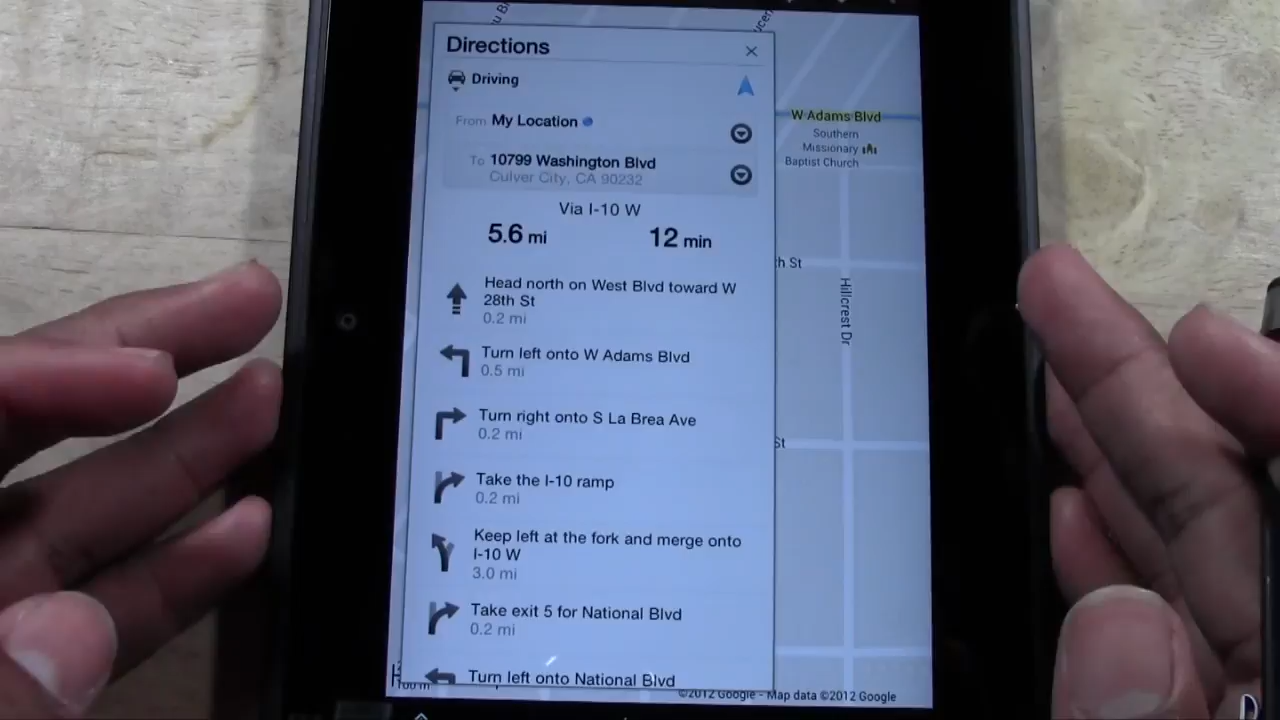 Directions
Driving
From My Location
To 10799 Washington Blvd
Culver City, CA 90232
Via I-10 W
5.6 mi 12 min
Head north on West Blvd toward W
28th St
0.2 mi
Turn left onto W Adams Blvd
0.5 mi
Turn right onto S La Brea Ave
0.2 mi
Take the I-10 ramp
0.2 mi
Keep left at the fork and merge onto
I-10 W
3.0 mi
Take exit 5 for National Blvd
0.2 mi
Turn left onto National Blvd
W Adams Blvd
Southern
Missionary
Baptist Church
h St
Hillcrest Dr
St
100 m
©2012 Google - Map data ©2012 Google